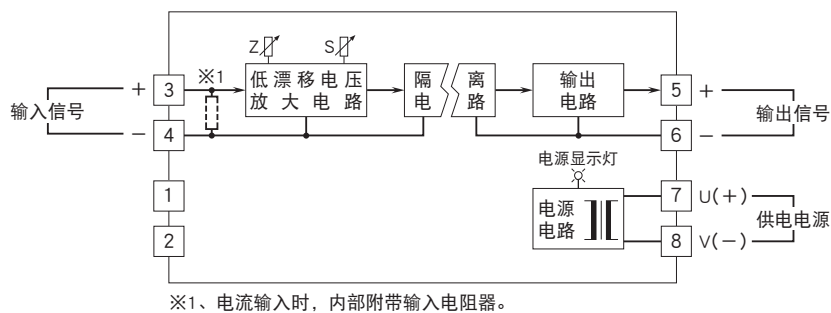 Z
S
※1
低漂移电压
放大电路
隔
电
离
路
输出
电路
输入信号
+
3
−
4
5
+
6
−
输出信号
1
2
电源显示灯
电源
电路
7
U(+)
8
V(−)
供电电源
※1、电流输入时，内部附带输入电阻器。